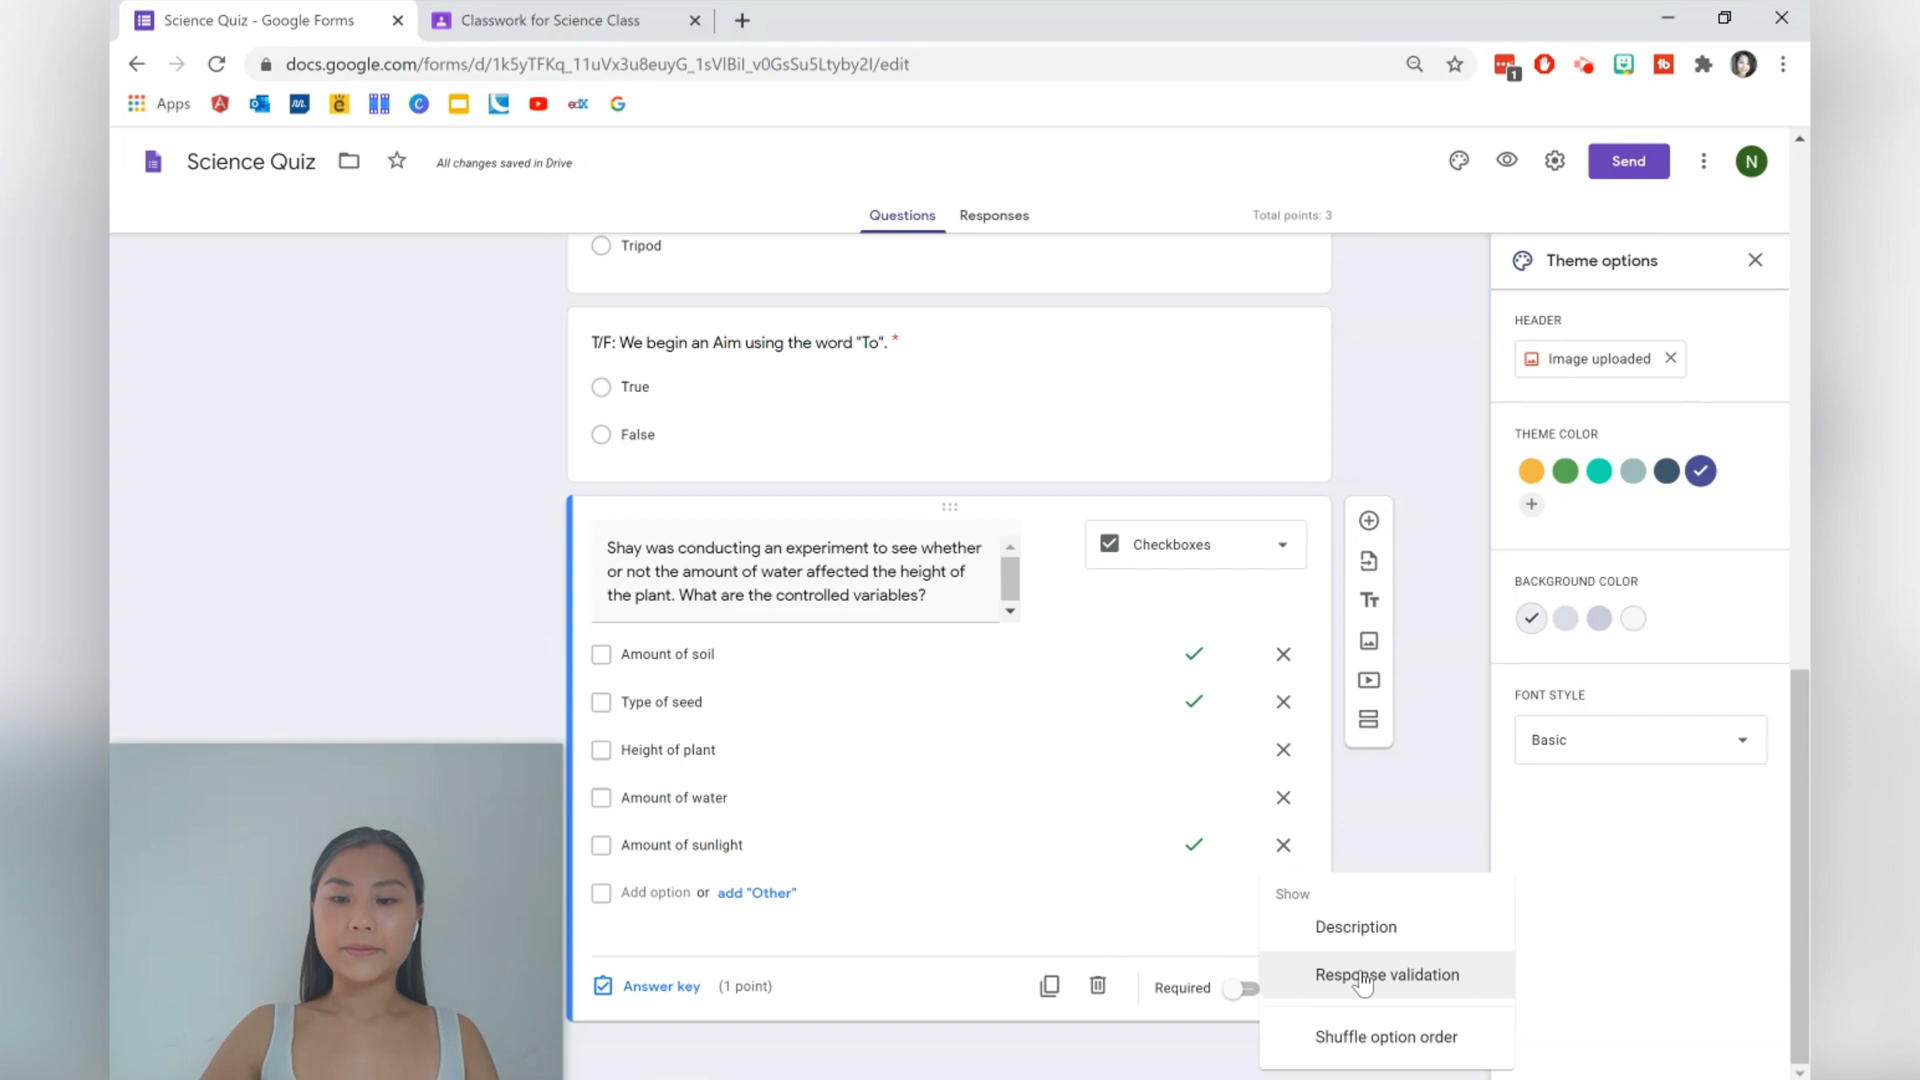 Science Quiz - Google Forms
Classwork for Science Class
docs.google.com/forms/d/1k5yTFKq_11uVx3u8euyG_1sVlBil_v0GsSu5Ltyby2I/edit
1
Apps
edX
Science Quiz
All changes saved in Drive
Send
N
Questions
Responses
Total points: 3
Tripod
T/F: We begin an Aim using the word "To". *
True
False
Shay was conducting an experiment to see whether
or not the amount of water affected the height of
the plant. What are the controlled variables?
Checkboxes
Amount of soil
Type of seed
Height of plant
Amount of water
Amount of sunlight
Add option or add "Other"
Answer key (1 point)
Required
Show
Description
Response validation
Shuffle option order
Theme options
HEADER
Image uploaded
THEME COLOR
BACKGROUND COLOR
FONT STYLE
Basic